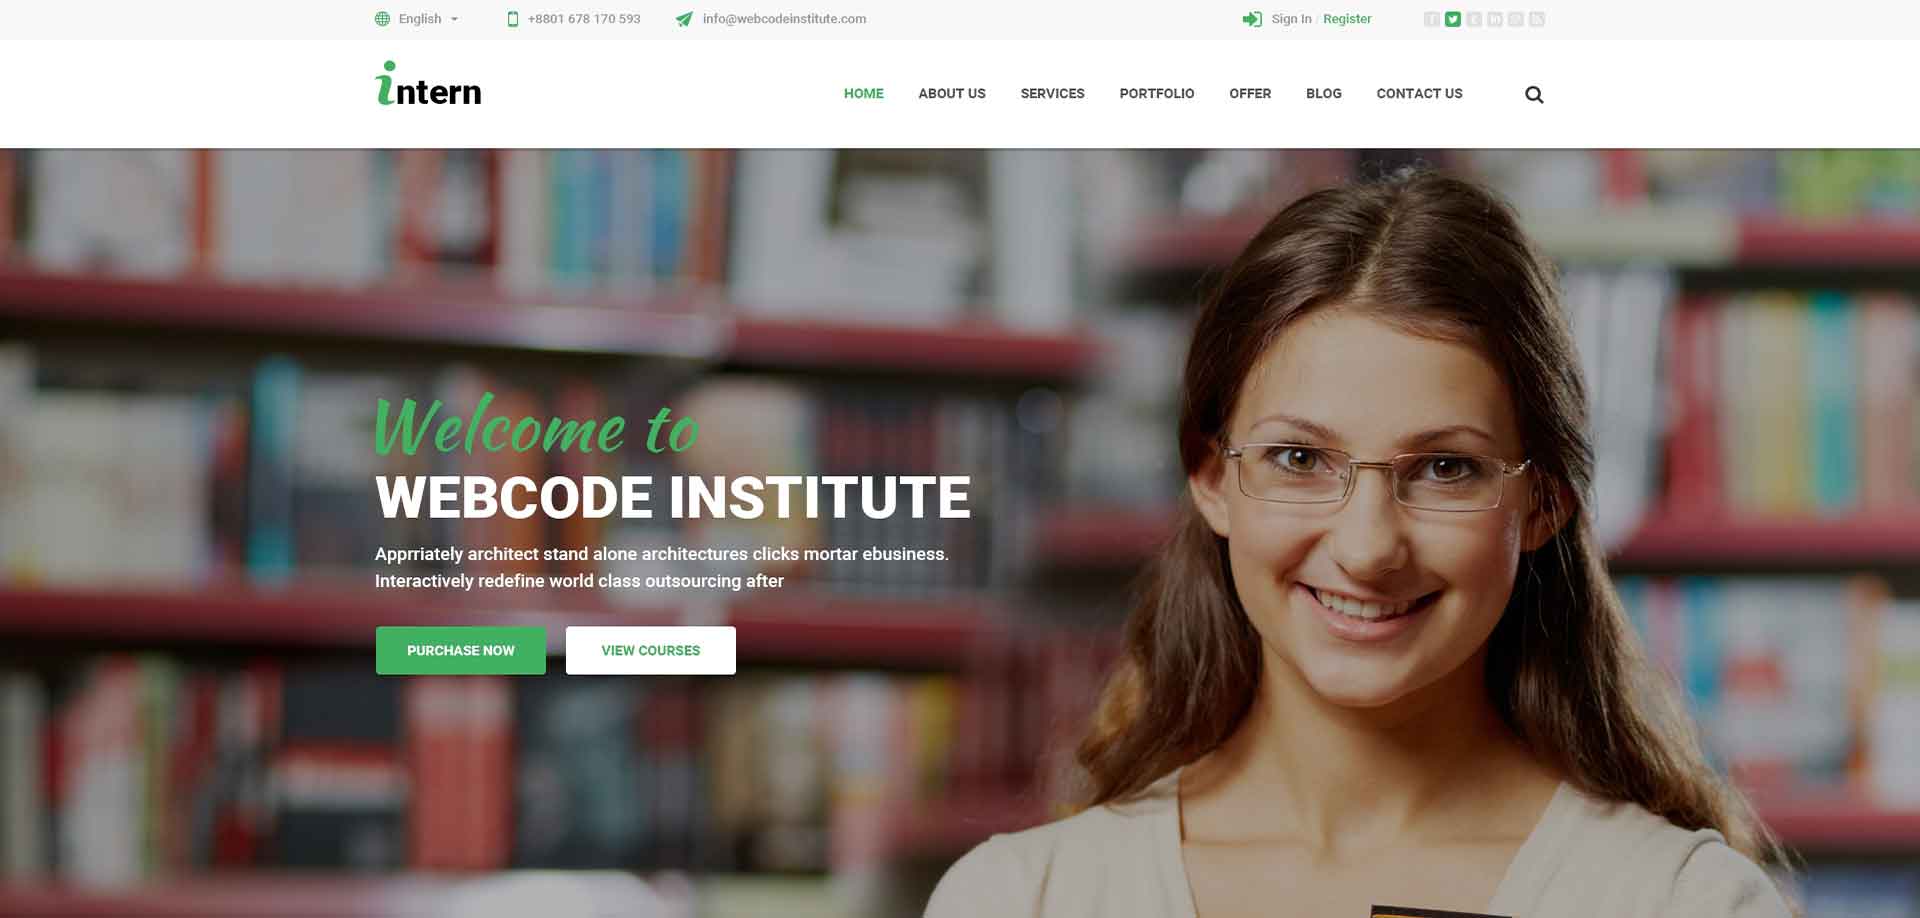 English
+8801 678 170 593
info@webcodeinstitute.com
Sign In / Register
intern
HOME ABOUT US SERVICES PORTFOLIO OFFER BLOG CONTACT US
Welcome to
WEBCODE INSTITUTE
Apprriately architect stand alone architectures clicks mortar ebusiness.
Interactively redefine world class outsourcing after
PURCHASE NOW
VIEW COURSES